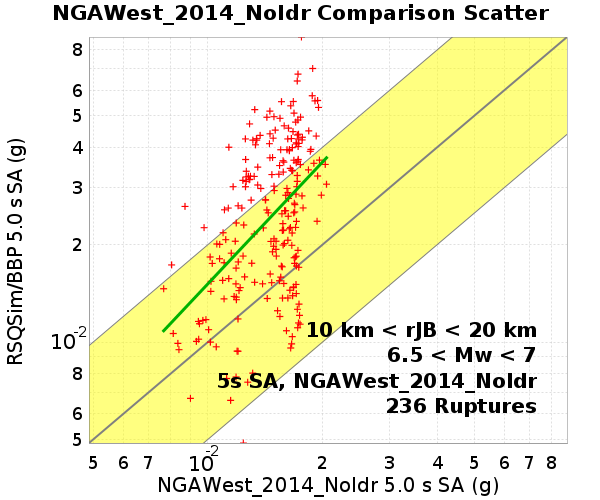 NGAWest_2014_NoIdr Comparison Scatter
8
6
5
4
3
2
10-2
8
6
5
RSQSim/BBP 5.0 s SA (g)
10 km < rJB < 20 km
6.5 < Mw < 7
5s SA, NGAWest_2014_NoIdr
236 Ruptures
5 6 7 10-2 2 3 4 5 6 7 8
NGAWest_2014_NoIdr 5.0 s SA (g)